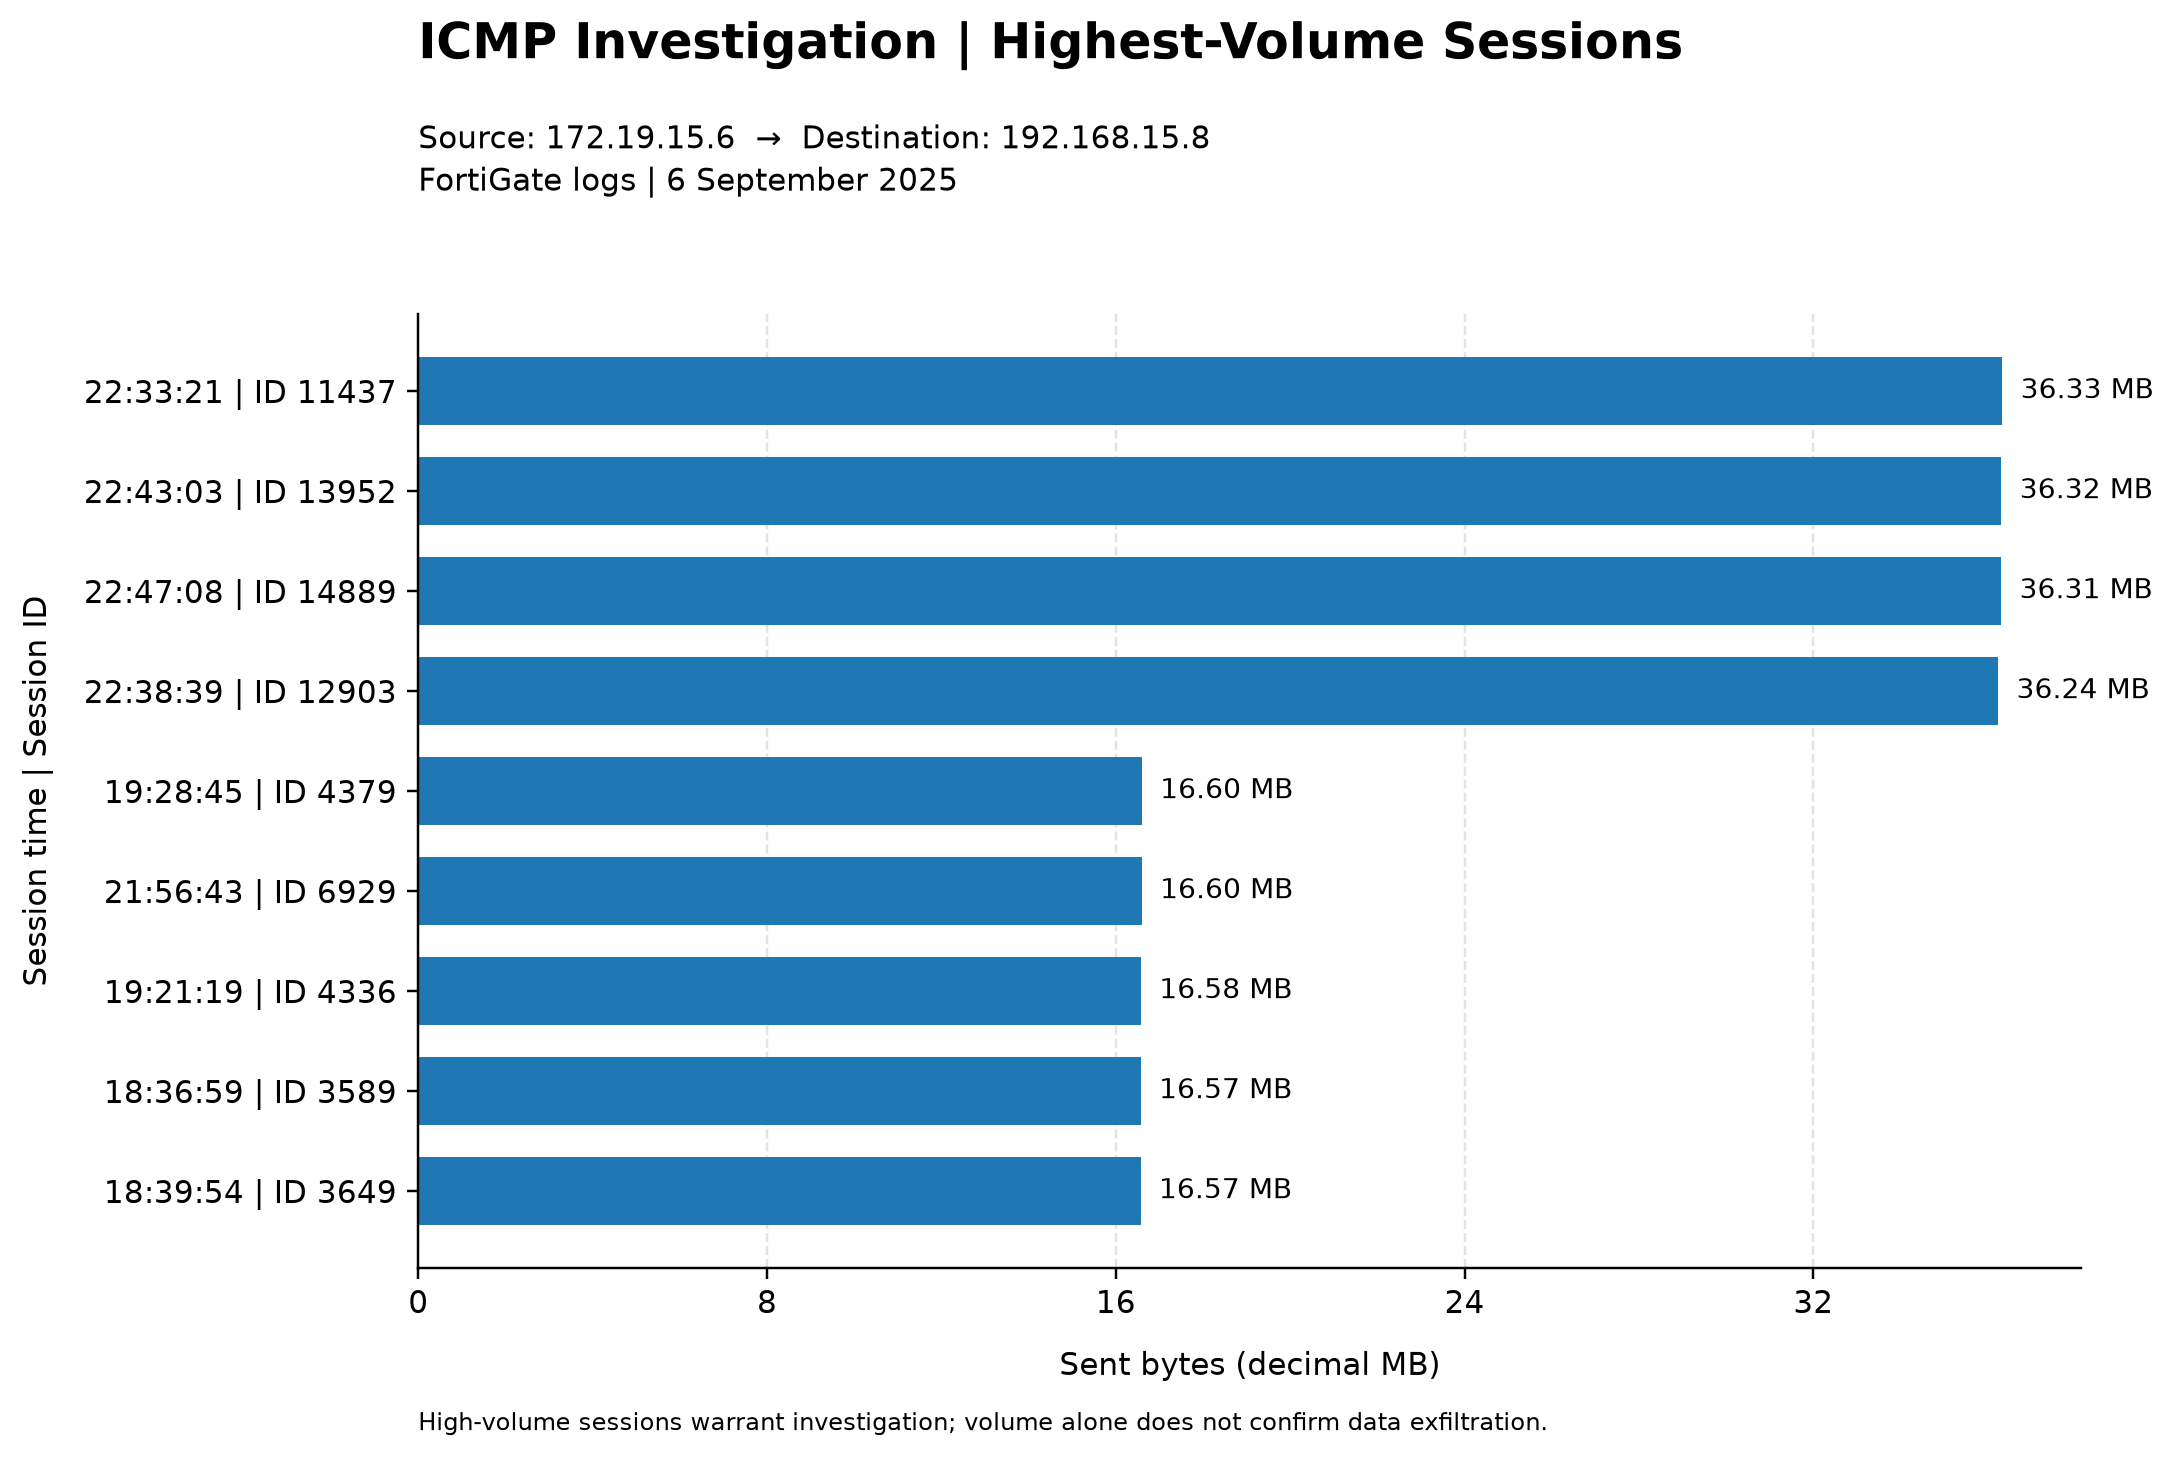 ICMP Investigation | Highest-Volume Sessions
Source: 172.19.15.6 → Destination: 192.168.15.8
FortiGate logs | 6 September 2025
Session time | Session ID
22:33:21 | ID 11437
36.33 MB
22:43:03 | ID 13952
36.32 MB
22:47:08 | ID 14889
36.31 MB
22:38:39 | ID 12903
36.24 MB
19:28:45 | ID 4379
16.60 MB
21:56:43 | ID 6929
16.60 MB
19:21:19 | ID 4336
16.58 MB
18:36:59 | ID 3589
16.57 MB
18:39:54 | ID 3649
16.57 MB
0 8 16 24 32
Sent bytes (decimal MB)
High-volume sessions warrant investigation; volume alone does not confirm data exfiltration.